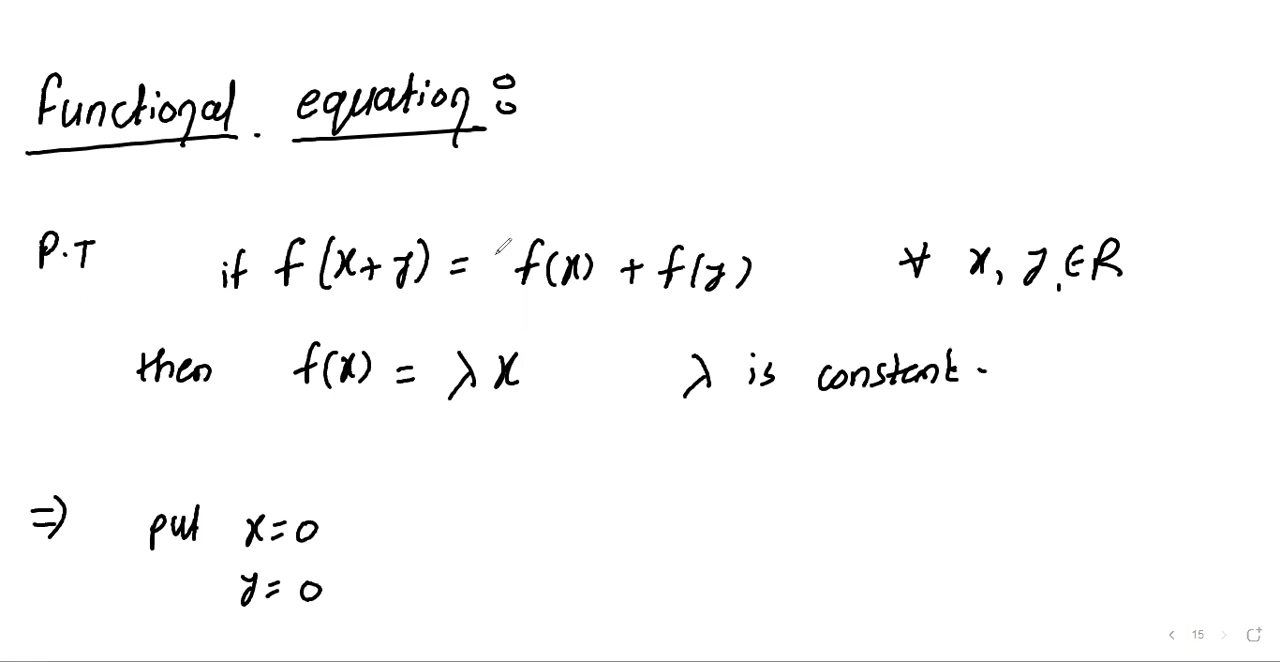 functional. equation:
P.T if f(x+y) = f(x) + f(y) ∀ x, y, ∈ R
then f(x) = λx λ is constant.
⇒ put x=0
y=0
< 15 >